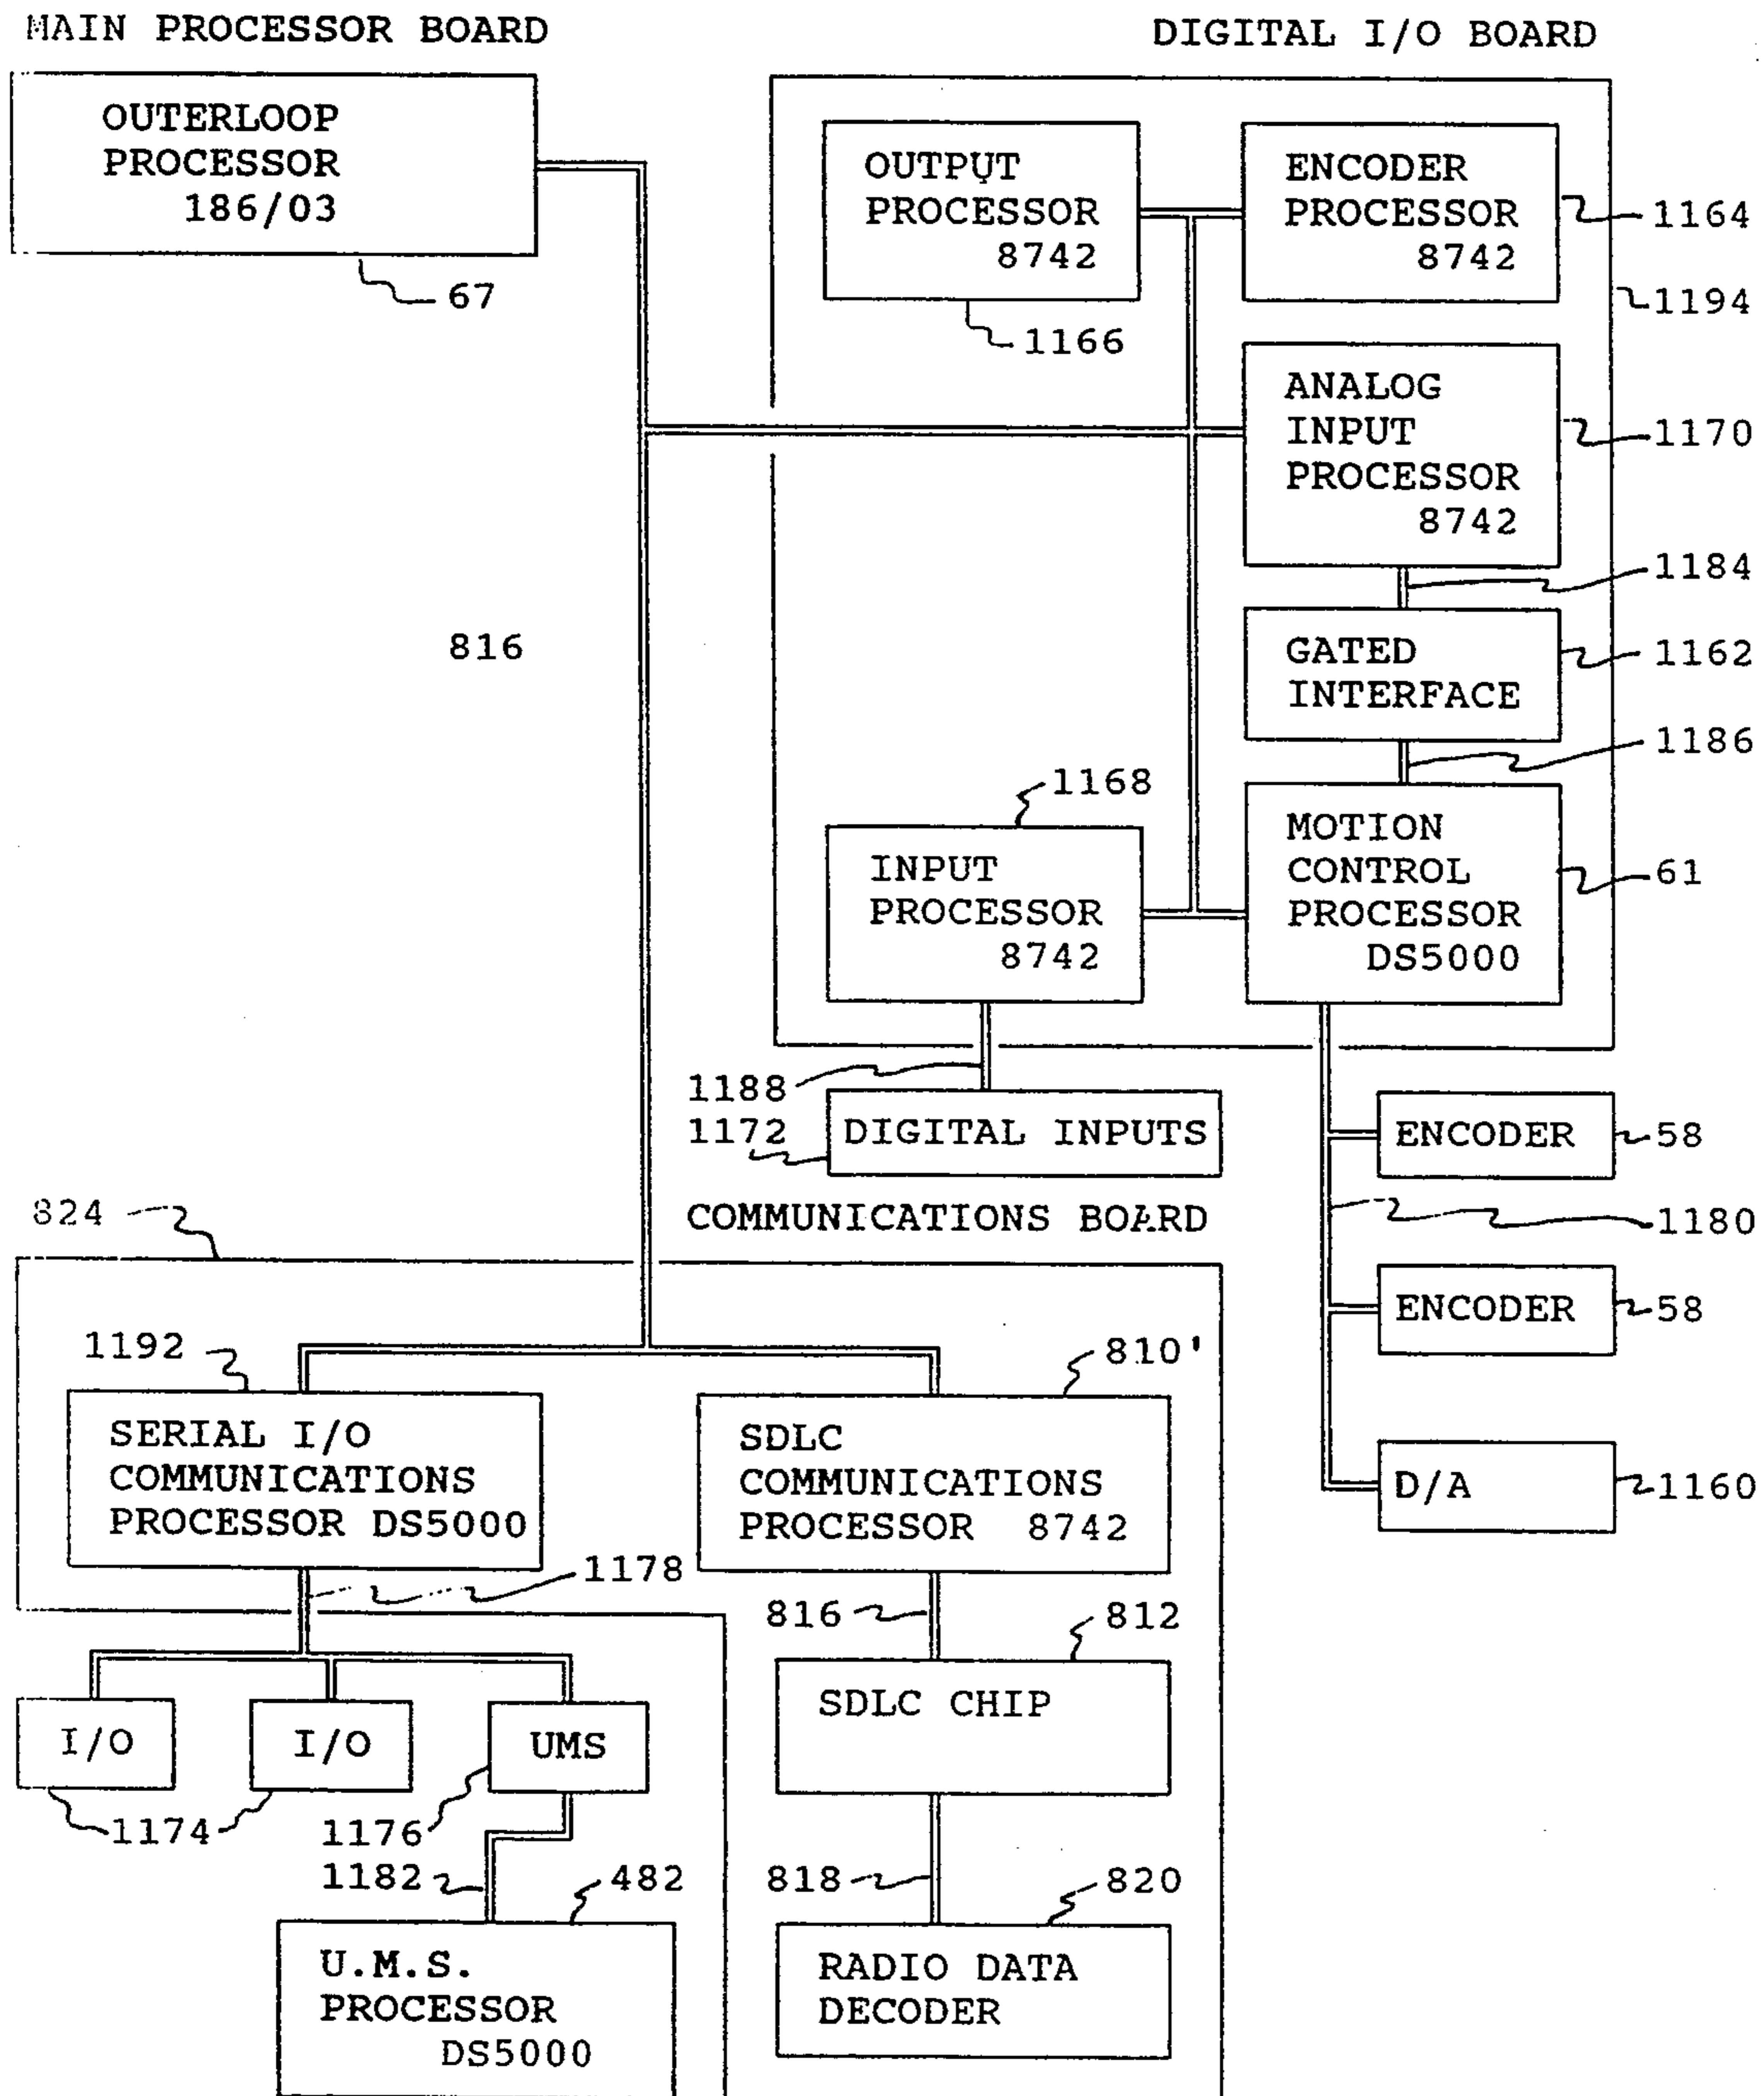 MAIN PROCESSOR BOARD
OUTERLOOP
PROCESSOR
186/03
67
DIGITAL I/O BOARD
OUTPUT
PROCESSOR
8742
1166
ENCODER
PROCESSOR
8742
1164
1194
ANALOG
INPUT
PROCESSOR
8742
1170
1184
GATED
INTERFACE
1162
1186
816
1168
INPUT
PROCESSOR
8742
MOTION
CONTROL
PROCESSOR
DS5000
61
1188
1172
DIGITAL INPUTS
ENCODER
58
1180
ENCODER
58
D/A
1160
824
COMMUNICATIONS BOARD
1192
SERIAL I/O
COMMUNICATIONS
PROCESSOR DS5000
810'
SDLC
COMMUNICATIONS
PROCESSOR 8742
1178
816
812
SDLC CHIP
I/O
I/O
UMS
1174
1176
1182
482
U.M.S.
PROCESSOR
DS5000
818
820
RADIO DATA
DECODER